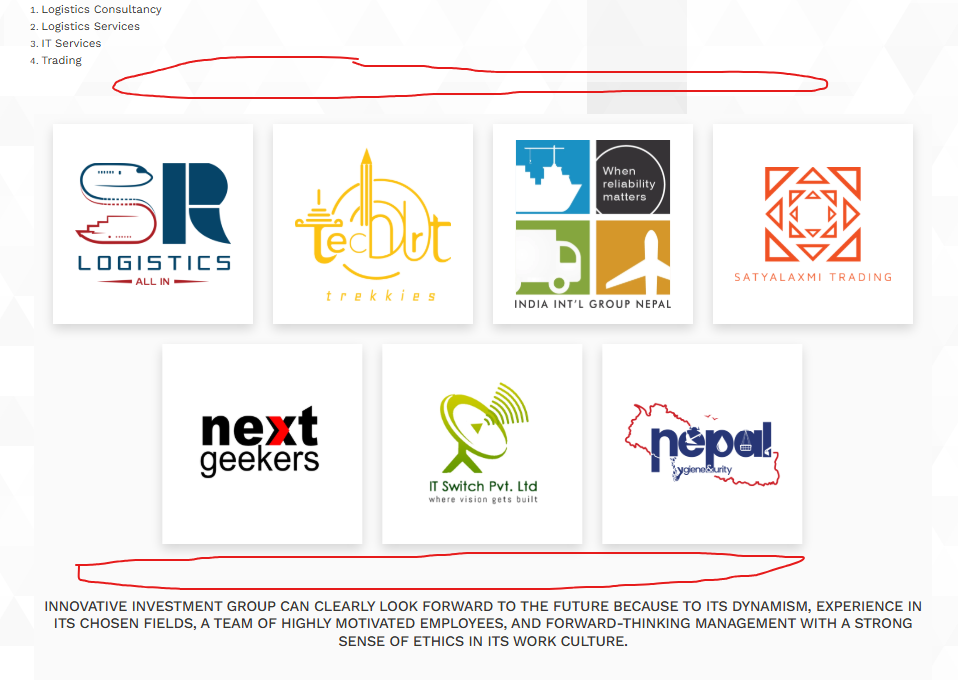 1. Logistics Consultancy
2. Logistics Services
3. IT Services
4. Trading
SR
LOGISTICS
ALL IN
tecDArt
trekkies
When
reliability
matters
INDIA INT'L GROUP NEPAL
SATYALAXMI TRADING
next
geekers
IT Switch Pvt. Ltd
where vision gets built
nepal
hygiene&urity
INNOVATIVE INVESTMENT GROUP CAN CLEARLY LOOK FORWARD TO THE FUTURE BECAUSE TO ITS DYNAMISM, EXPERIENCE IN
ITS CHOSEN FIELDS, A TEAM OF HIGHLY MOTIVATED EMPLOYEES, AND FORWARD-THINKING MANAGEMENT WITH A STRONG
SENSE OF ETHICS IN ITS WORK CULTURE.